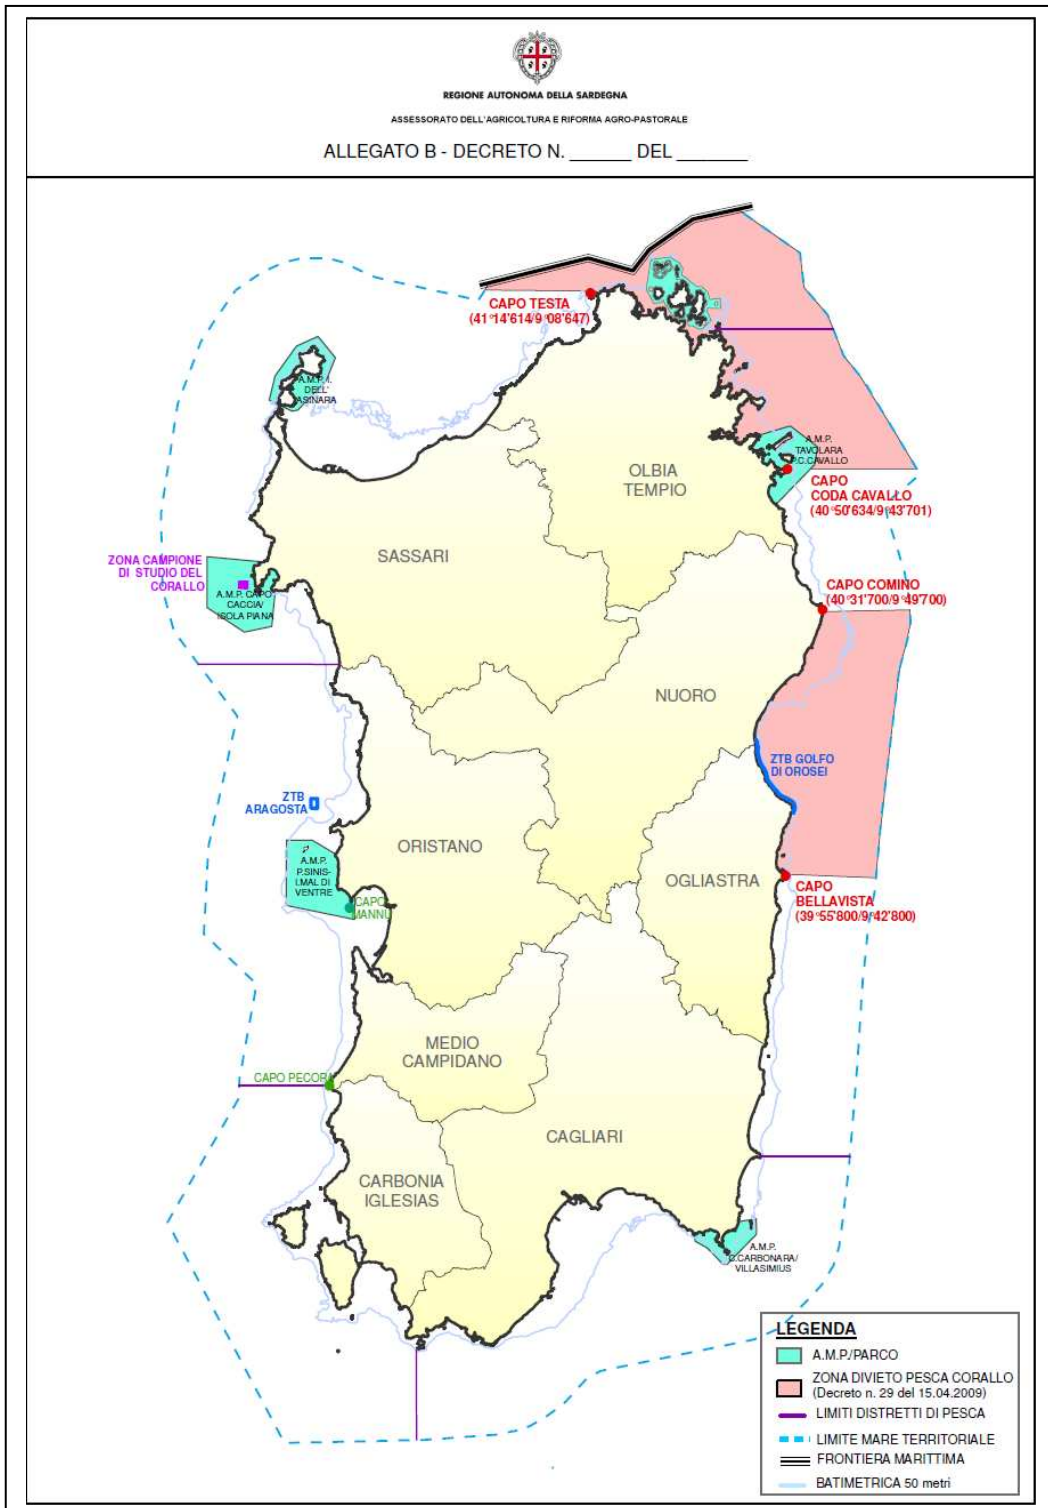 REGIONE AUTONOMA DELLA SARDEGNA
ASSESSORATO DELL'AGRICOLTURA E RIFORMA AGRO-PASTORALE
ALLEGATO B - DECRETO N. ______ DEL _______
CAPO TESTA
(41°14'614/9°08'647)
A.M.P. I.
DELL'
ASINARA
A.M.P.
TAVOLARA
P.C.CAVALLO
OLBIA
TEMPIO
CAPO
CODA CAVALLO
(40°50'634/9°43'701)
SASSARI
ZONA CAMPIONE
DI STUDIO DEL
CORALLO
A.M.P. CAPO
CACCIA/
ISOLA PIANA
CAPO COMINO
(40°31'700/9°49'700)
NUORO
ZTB GOLFO
DI OROSEI
ZTB
ARAGOSTA
ORISTANO
A.M.P.
P.SINIS-
I.MAL DI
VENTRE
CAPO
MANNU
OGLIASTRA
CAPO
BELLAVISTA
(39°55'800/9°42'800)
MEDIO
CAMPIDANO
CAPO PECORA
CAGLIARI
CARBONIA
IGLESIAS
A.M.P.
C.CARBONARA/
VILLASIMIUS
LEGENDA
A.M.P./PARCO
ZONA DIVIETO PESCA CORALLO
(Decreto n. 29 del 15.04.2009)
LIMITI DISTRETTI DI PESCA
LIMITE MARE TERRITORIALE
FRONTIERA MARITTIMA
BATIMETRICA 50 metri